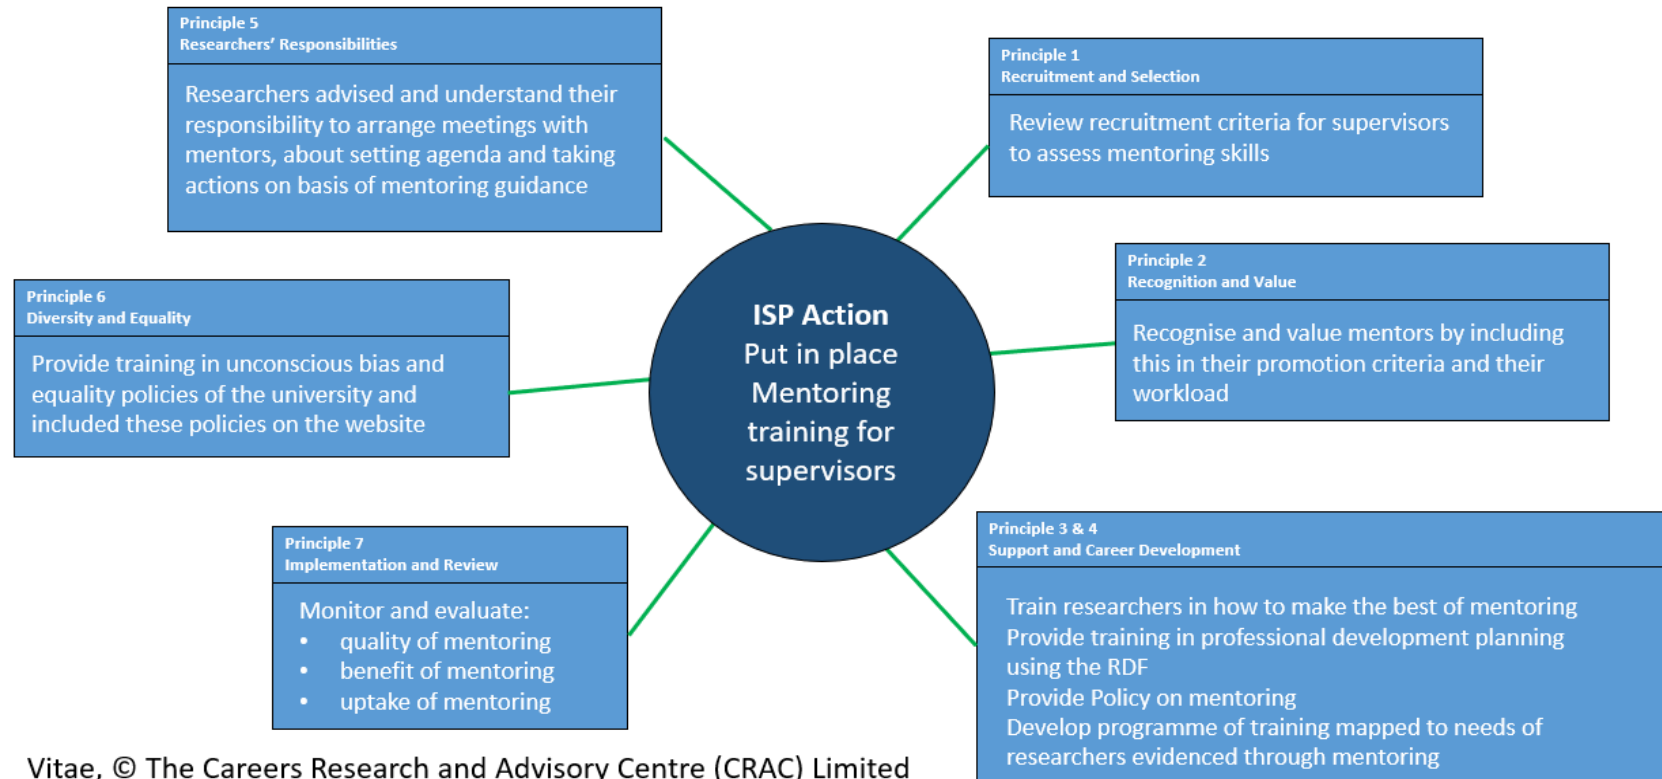 Principle 5
Researchers' Responsibilities
Researchers advised and understand their
responsibility to arrange meetings with
mentors, about setting agenda and taking
actions on basis of mentoring guidance
Principle 1
Recruitment and Selection
Review recruitment criteria for supervisors
to assess mentoring skills
Principle 6
Diversity and Equality
Provide training in unconscious bias and
equality policies of the university and
included these policies on the website
ISP Action
Put in place
Mentoring
training for
supervisors
Principle 2
Recognition and Value
Recognise and value mentors by including
this in their promotion criteria and their
workload
Principle 7
Implementation and Review
Monitor and evaluate:
• quality of mentoring
• benefit of mentoring
• uptake of mentoring
Principle 3 & 4
Support and Career Development
Train researchers in how to make the best of mentoring
Provide training in professional development planning
using the RDF
Provide Policy on mentoring
Develop programme of training mapped to needs of
researchers evidenced through mentoring
Vitae, © The Careers Research and Advisory Centre (CRAC) Limited